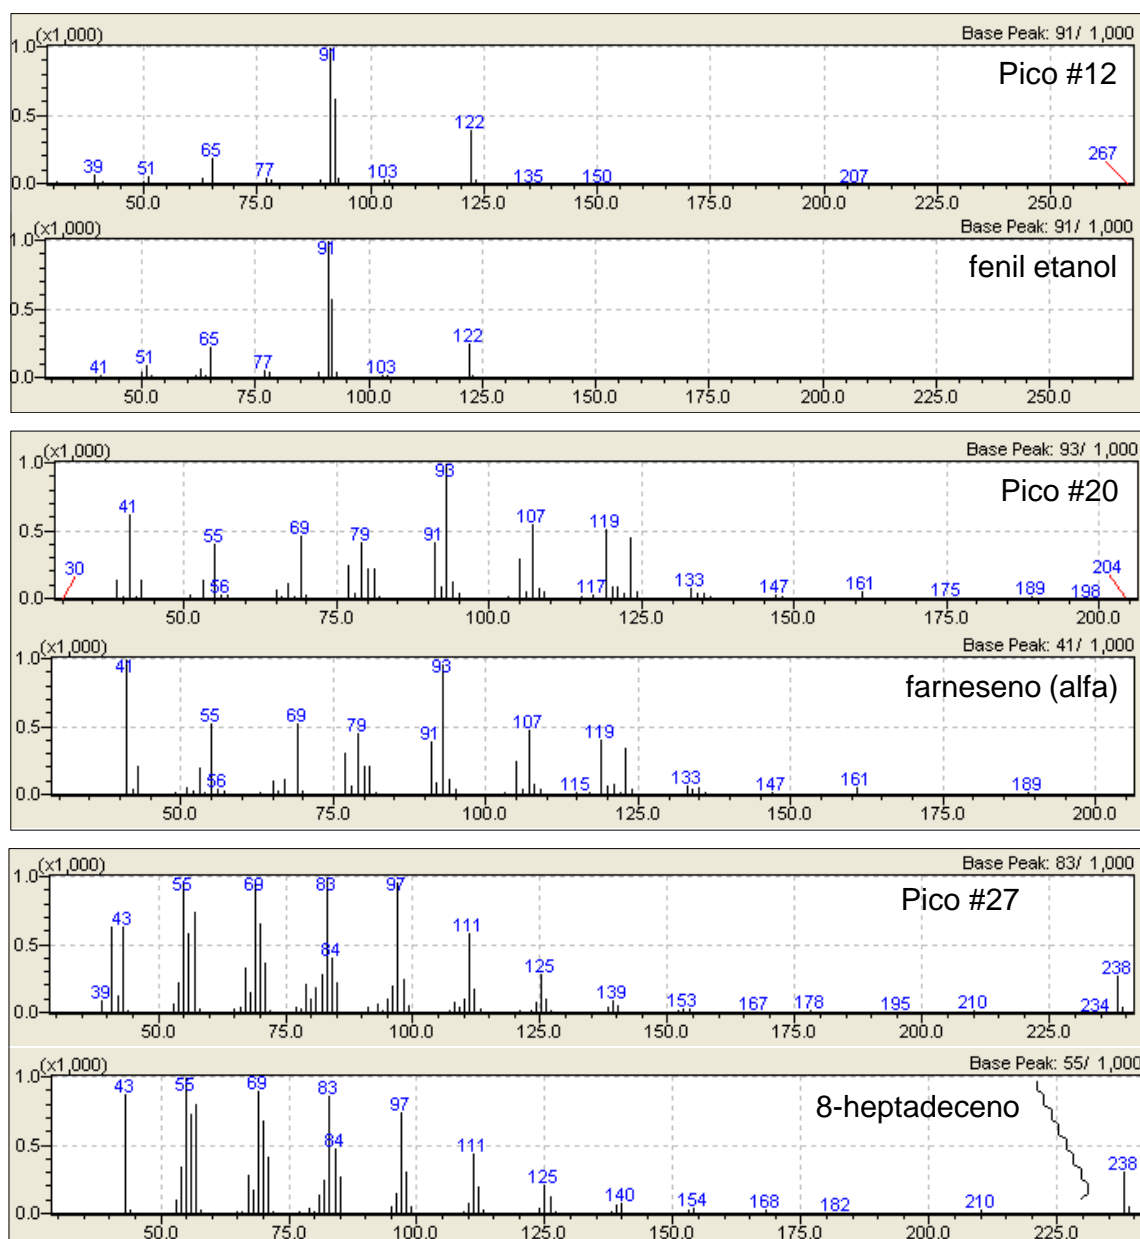 (x1,000) Base Peak: 91/ 1,000
1.0 91 Pico #12
0.5 122
39 51 65 77 103 135 150 207 267
0.0
50.0 75.0 100.0 125.0 150.0 175.0 200.0 225.0 250.0
(x1,000) Base Peak: 91/ 1,000
1.0 91 fenil etanol
0.5 122
41 51 65 77 103
0.0
50.0 75.0 100.0 125.0 150.0 175.0 200.0 225.0 250.0
(x1,000) Base Peak: 93/ 1,000
1.0 93 Pico #20
0.5 41 55 69 79 91 107 119
30 56 117 133 147 161 175 189 198 204
0.0
50.0 75.0 100.0 125.0 150.0 175.0 200.0
(x1,000) Base Peak: 41/ 1,000
1.0 41 93 farneseno (alfa)
0.5 55 69 79 91 107 119
56 115 133 147 161 189
0.0
50.0 75.0 100.0 125.0 150.0 175.0 200.0
(x1,000) Base Peak: 83/ 1,000
1.0 55 69 83 97 Pico #27
0.5 43 84 111 125 238
39 139 153 167 178 195 210 234
0.0
50.0 75.0 100.0 125.0 150.0 175.0 200.0 225.0
(x1,000) Base Peak: 55/ 1,000
1.0 43 55 69 83 97 8-heptadeceno
0.5 84 111 125 238
140 154 168 182 210
0.0
50.0 75.0 100.0 125.0 150.0 175.0 200.0 225.0